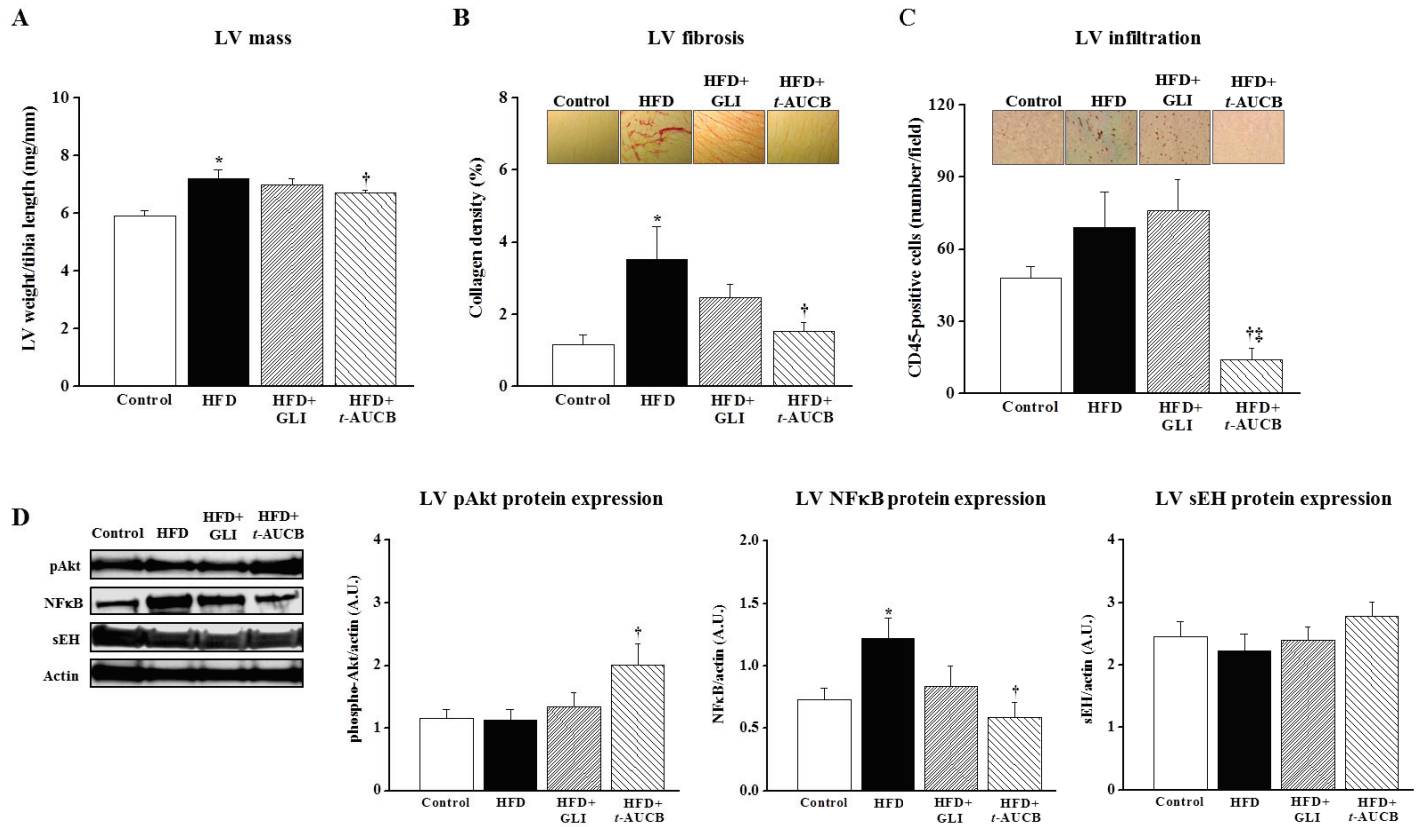 A
LV mass
LV weight/tibia length (mg/mm)
10
8
6
4
2
0
*
†
Control
HFD
HFD+
GLI
HFD+
t-AUCB
B
LV fibrosis
Collagen density (%)
8
6
4
2
0
Control
HFD
HFD+
GLI
HFD+
t-AUCB
*
†
Control
HFD
HFD+
GLI
HFD+
t-AUCB
C
LV infiltration
CD45-positive cells (number/field)
120
90
60
30
0
Control
HFD
HFD+
GLI
HFD+
t-AUCB
†‡
Control
HFD
HFD+
GLI
HFD+
t-AUCB
D
Control
HFD
HFD+
GLI
HFD+
t-AUCB
pAkt
NFκB
sEH
Actin
LV pAkt protein expression
phospho-Akt/actin (A.U.)
4
3
2
1
0
†
Control
HFD
HFD+
GLI
HFD+
t-AUCB
LV NFκB protein expression
NFκB/actin (A.U.)
2.0
1.5
1.0
0.5
0.0
*
†
Control
HFD
HFD+
GLI
HFD+
t-AUCB
LV sEH protein expression
sEH/actin (A.U.)
4
3
2
1
0
Control
HFD
HFD+
GLI
HFD+
t-AUCB